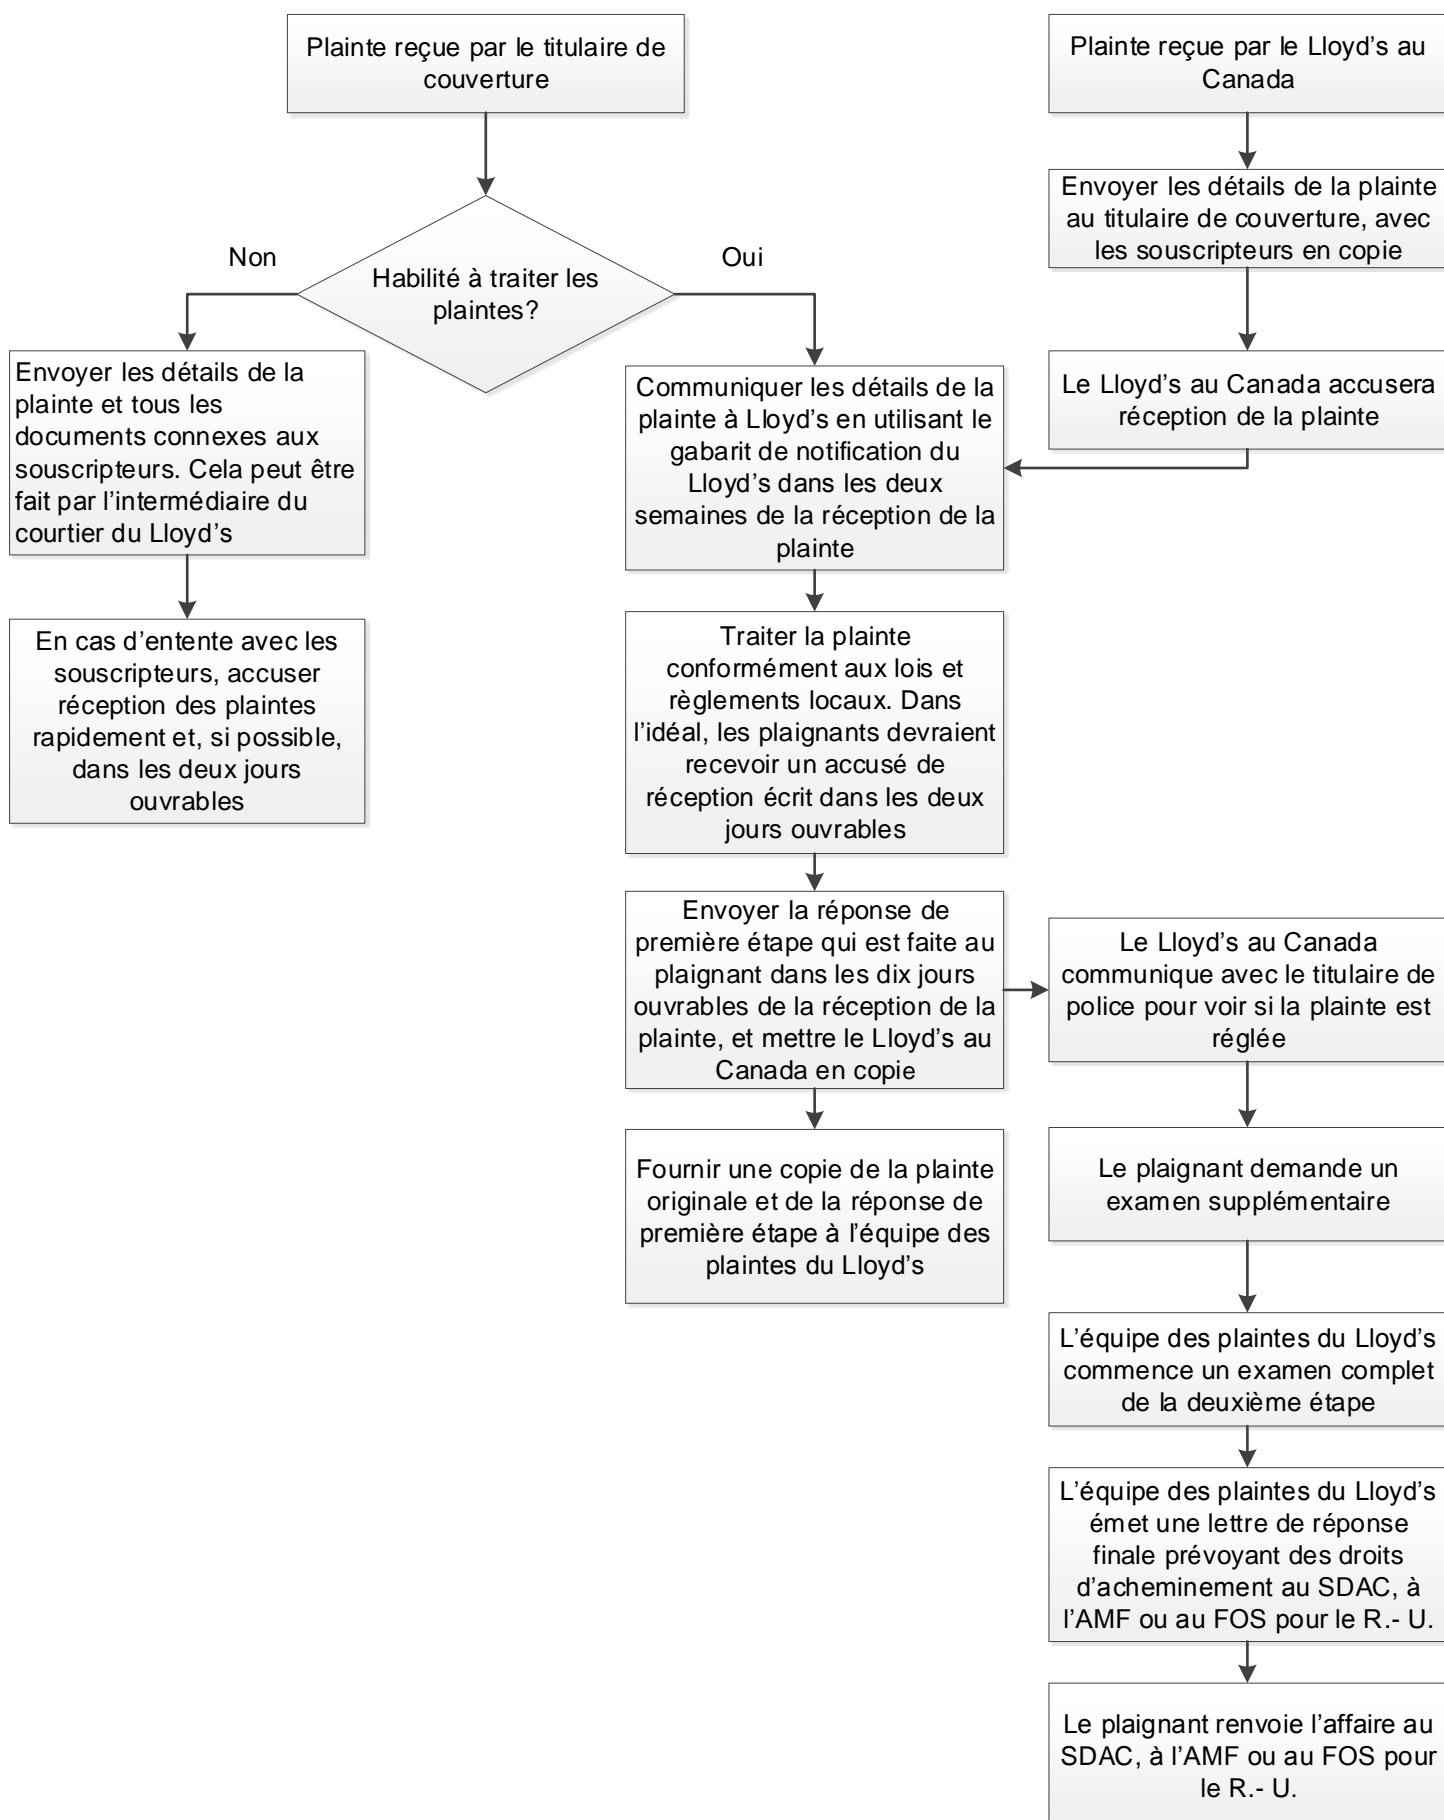 Plainte reçue par le titulaire de
couverture
Plainte reçue par le Lloyd's au
Canada
Envoyer les détails de la plainte
au titulaire de couverture, avec
les souscripteurs en copie
Non
Oui
Habilité à traiter les
plaintes?
Envoyer les détails de la
plainte et tous les
documents connexes aux
souscripteurs. Cela peut être
fait par l'intermédiaire du
courtier du Lloyd's
Communiquer les détails de la
plainte à Lloyd's en utilisant le
gabarit de notification du
Lloyd's dans les deux
semaines de la réception de la
plainte
Le Lloyd's au Canada accusera
réception de la plainte
En cas d'entente avec les
souscripteurs, accuser
réception des plaintes
rapidement et, si possible,
dans les deux jours
ouvrables
Traiter la plainte
conformément aux lois et
règlements locaux. Dans
l'idéal, les plaignants devraient
recevoir un accusé de
réception écrit dans les deux
jours ouvrables
Envoyer la réponse de
première étape qui est faite au
plaignant dans les dix jours
ouvrables de la réception de la
plainte, et mettre le Lloyd's au
Canada en copie
Le Lloyd's au Canada
communique avec le titulaire de
police pour voir si la plainte est
réglée
Fournir une copie de la plainte
originale et de la réponse de
première étape à l'équipe des
plaintes du Lloyd's
Le plaignant demande un
examen supplémentaire
L'équipe des plaintes du Lloyd's
commence un examen complet
de la deuxième étape
L'équipe des plaintes du Lloyd's
émet une lettre de réponse
finale prévoyant des droits
d'acheminement au SDAC, à
l'AMF ou au FOS pour le R.- U.
Le plaignant renvoie l'affaire au
SDAC, à l'AMF ou au FOS pour
le R.- U.